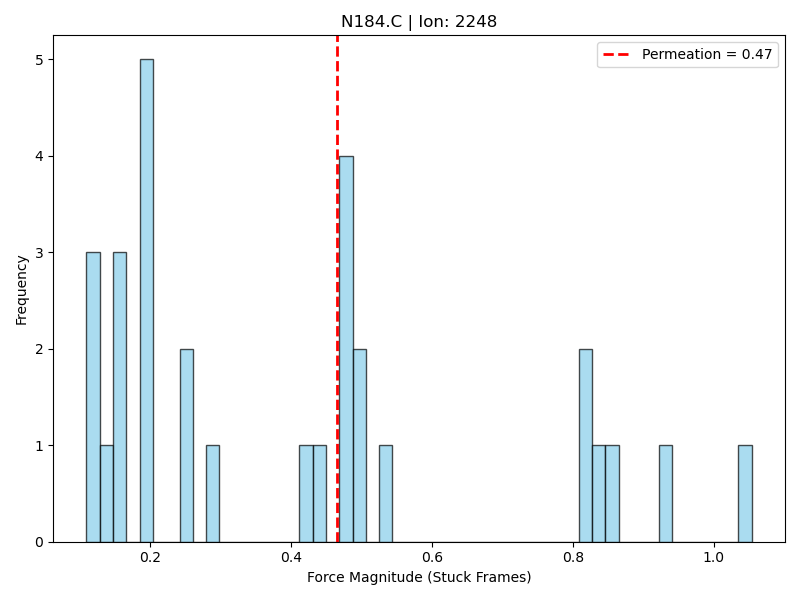 N184.C | Ion: 2248
Permeation = 0.47
5
4
3
2
1
0
Frequency
0.2
0.4
0.6
0.8
1.0
Force Magnitude (Stuck Frames)